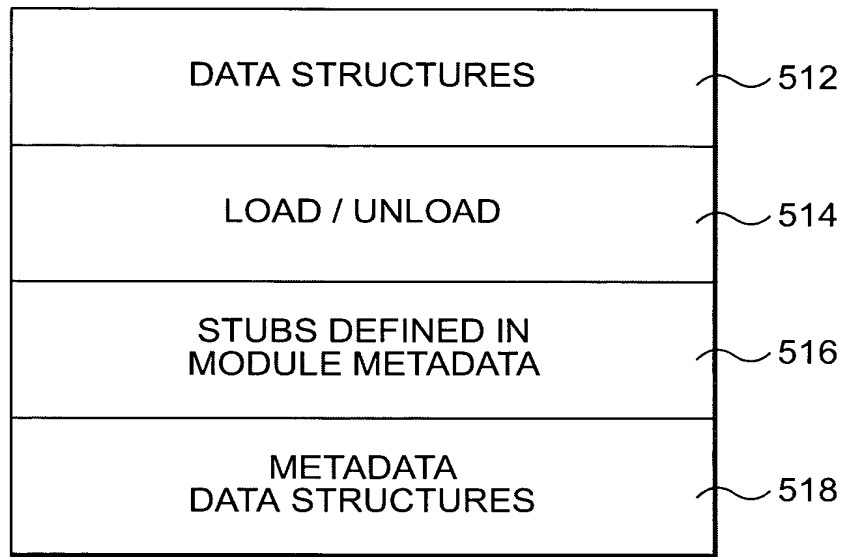 DATA STRUCTURES
512
LOAD / UNLOAD
514
STUBS DEFINED IN
MODULE METADATA
516
METADATA
DATA STRUCTURES
518